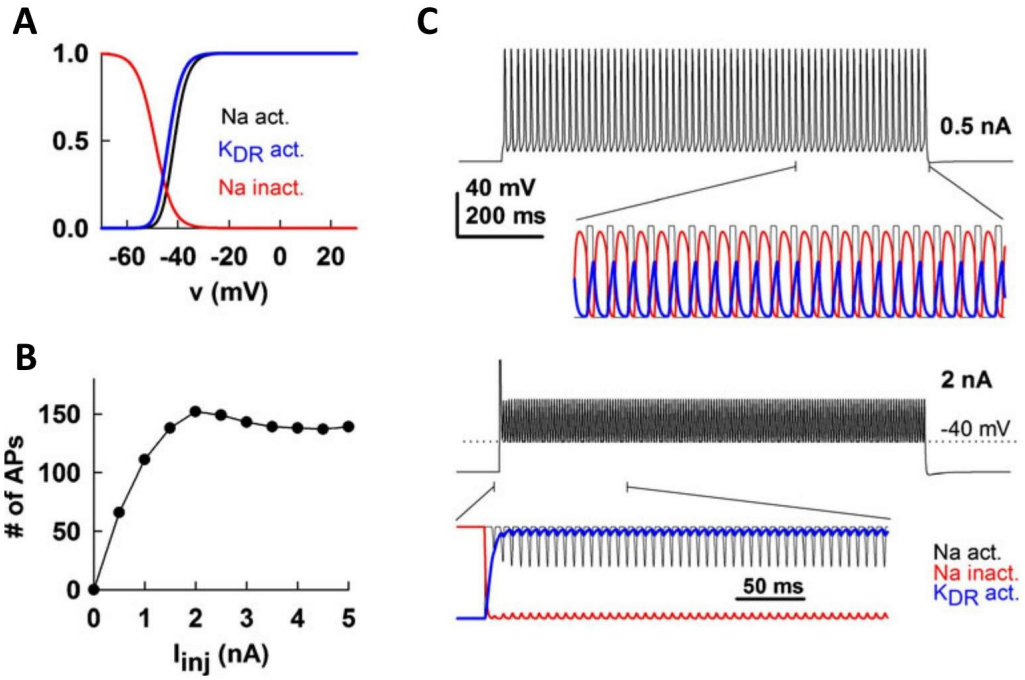 A
1.0
0.5
0.0
Na act.
KDR act.
Na inact.
-60 -40 -20 0 20
v (mV)
B
# of APs
150
100
50
0
0 1 2 3 4 5
Iinj (nA)
C
0.5 nA
40 mV
200 ms
2 nA
-40 mV
50 ms
Na act.
Na inact.
KDR act.